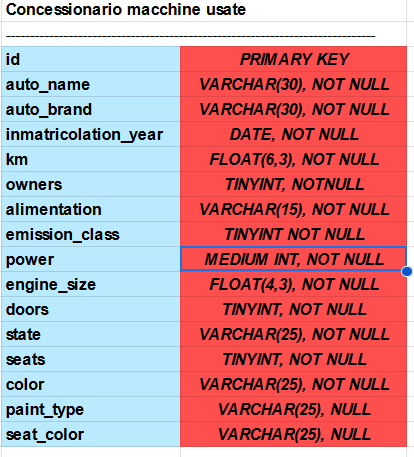 Concessionario macchine usate
--------------------------------------------------------------------------------
id PRIMARY KEY
auto_name VARCHAR(30), NOT NULL
auto_brand VARCHAR(30), NOT NULL
inmatricolation_year DATE, NOT NULL
km FLOAT(6,3), NOT NULL
owners TINYINT, NOTNULL
alimentation VARCHAR(15), NOT NULL
emission_class TINYINT NOT NULL
power MEDIUM INT, NOT NULL
engine_size FLOAT(4,3), NOT NULL
doors TINYINT, NOT NULL
state VARCHAR(25), NOT NULL
seats TINYINT, NOT NULL
color VARCHAR(25), NOT NULL
paint_type VARCHAR(25), NULL
seat_color VARCHAR(25), NULL